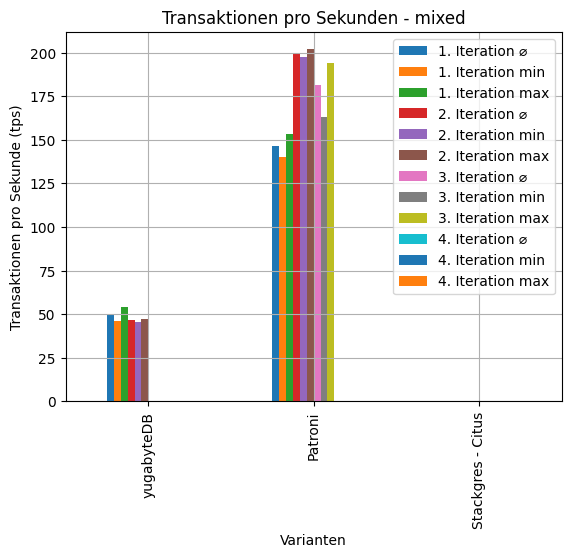 Transaktionen pro Sekunden - mixed
Transaktionen pro Sekunde (tps)
200
175
150
125
100
75
50
25
0
1. Iteration ⌀
1. Iteration min
1. Iteration max
2. Iteration ⌀
2. Iteration min
2. Iteration max
3. Iteration ⌀
3. Iteration min
3. Iteration max
4. Iteration ⌀
4. Iteration min
4. Iteration max
yugabyteDB
Patroni
Stackgres - Citus
Varianten